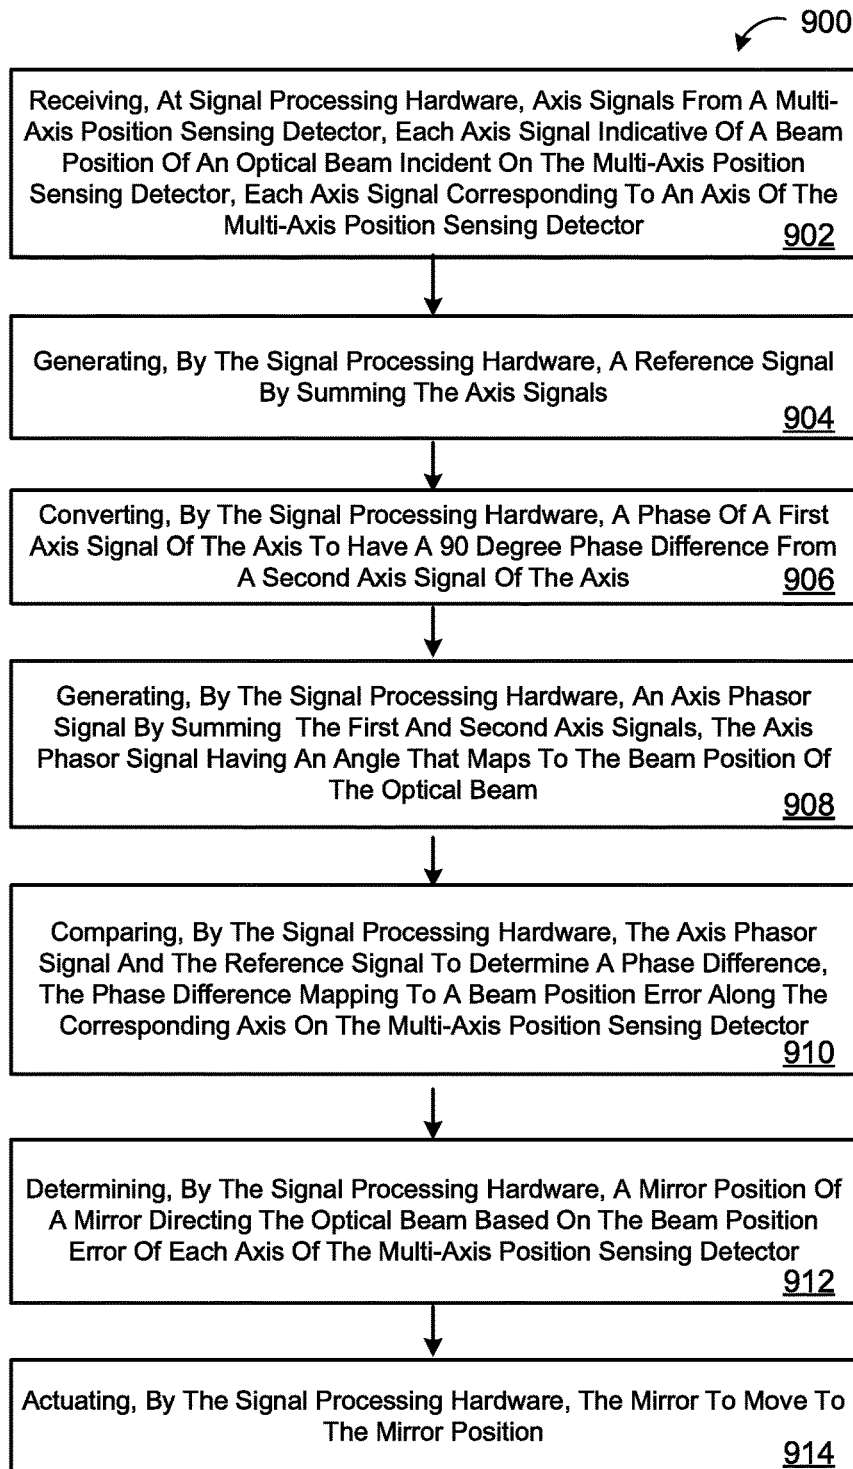 900
Receiving, At Signal Processing Hardware, Axis Signals From A Multi-
Axis Position Sensing Detector, Each Axis Signal Indicative Of A Beam
Position Of An Optical Beam Incident On The Multi-Axis Position
Sensing Detector, Each Axis Signal Corresponding To An Axis Of The
Multi-Axis Position Sensing Detector
902
Generating, By The Signal Processing Hardware, A Reference Signal
By Summing The Axis Signals
904
Converting, By The Signal Processing Hardware, A Phase Of A First
Axis Signal Of The Axis To Have A 90 Degree Phase Difference From
A Second Axis Signal Of The Axis
906
Generating, By The Signal Processing Hardware, An Axis Phasor
Signal By Summing The First And Second Axis Signals, The Axis
Phasor Signal Having An Angle That Maps To The Beam Position Of
The Optical Beam
908
Comparing, By The Signal Processing Hardware, The Axis Phasor
Signal And The Reference Signal To Determine A Phase Difference,
The Phase Difference Mapping To A Beam Position Error Along The
Corresponding Axis On The Multi-Axis Position Sensing Detector
910
Determining, By The Signal Processing Hardware, A Mirror Position Of
A Mirror Directing The Optical Beam Based On The Beam Position
Error Of Each Axis Of The Multi-Axis Position Sensing Detector
912
Actuating, By The Signal Processing Hardware, The Mirror To Move To
The Mirror Position
914